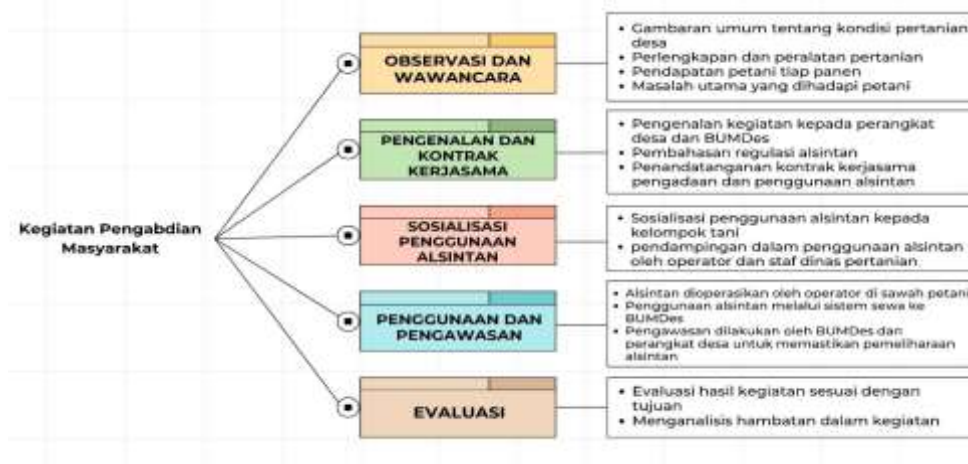 Kegiatan Pengabdian
Masyarakat
OBSERVASI DAN
WAWANCARA
• Gambaran umum tentang kondisi pertanian
desa
• Perlengkapan dan peralatan pertanian
• Pendapatan petani tiap panen
• Masalah utama yang dihadapi petani
PENGENALAN DAN
KONTRAK
KERJASAMA
• Pengenalan kegiatan kepada perangkat
desa dan BUMDes
• Pembahasan regulasi alsintan
• Penandatanganan kontrak kerjasama
pengadaan dan penggunaan alsintan
SOSIALISASI
PENGGUNAAN
ALSINTAN
• Sosialisasi penggunaan alsintan kepada
kelompok tani
• pendampingan dalam penggunaan alsintan
oleh operator dan staf dinas pertanian
PENGGUNAAN DAN
PENGAWASAN
• Alsintan dioperasikan oleh operator di sawah petani
• Penggunaan alsintan melalui sistem sewa ke
BUMDes
• Pengawasan dilakukan oleh BUMDes dan
perangkat desa untuk memastikan pemeliharaan
alsintan
EVALUASI
• Evaluasi hasil kegiatan sesuai dengan
tujuan
• Menganalisis hambatan dalam kegiatan